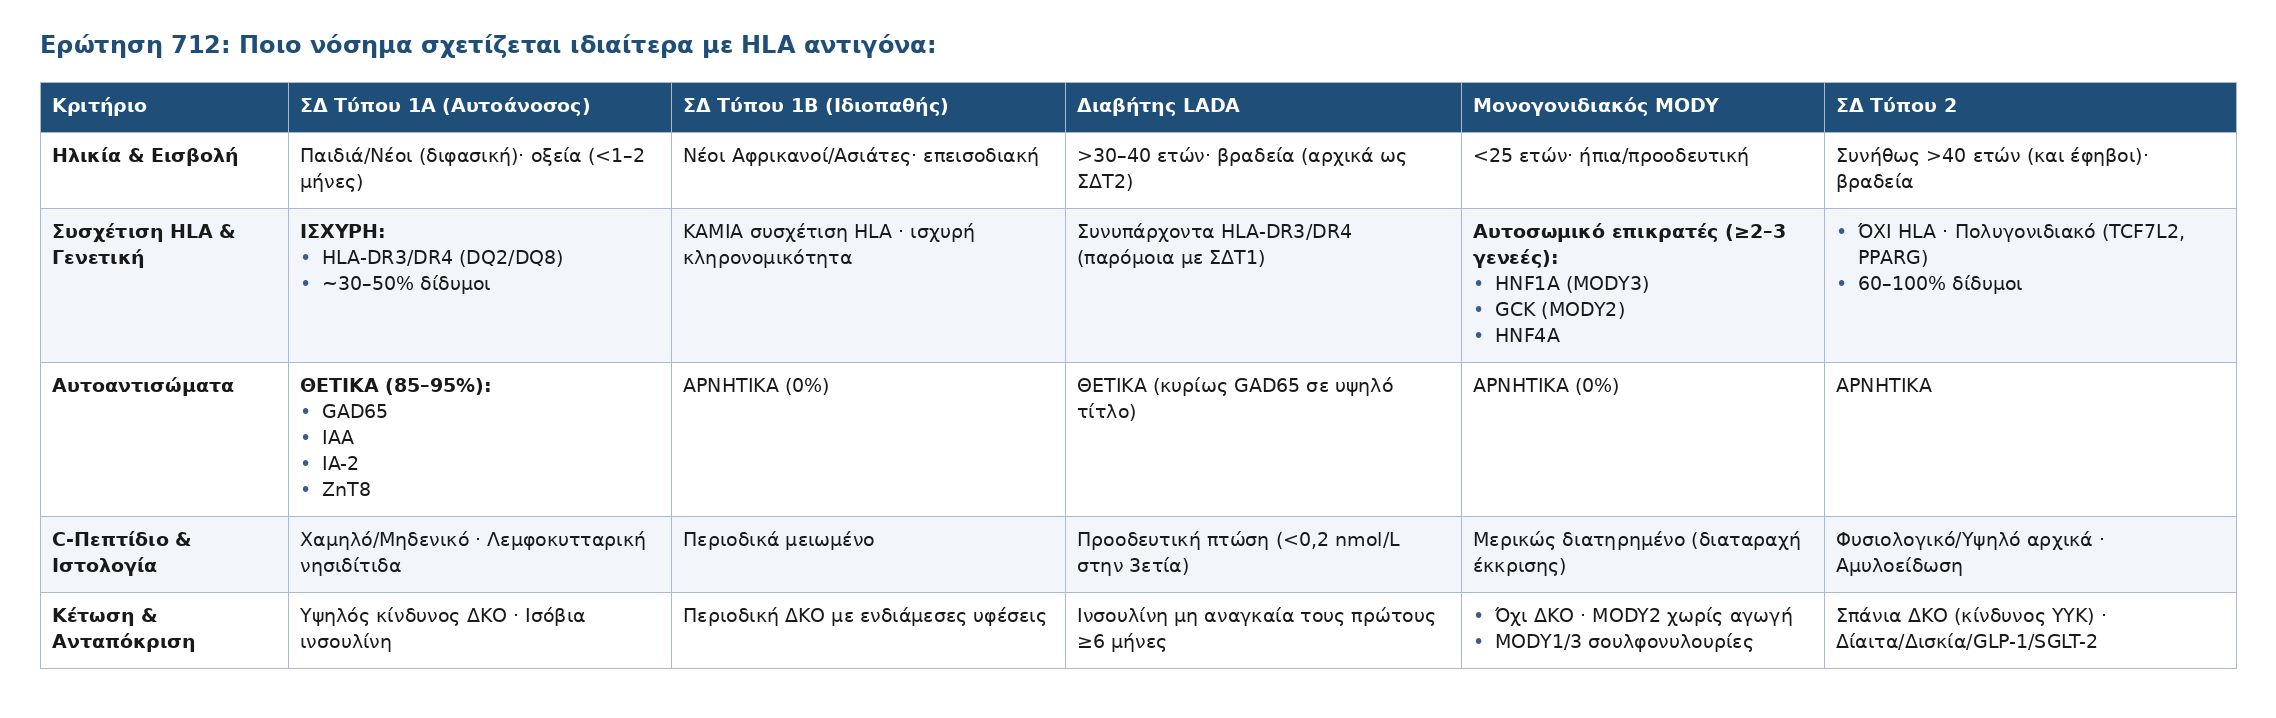 Ερώτηση 712: Ποιο νόσημα σχετίζεται ιδιαίτερα με HLA αντιγόνα:
Κριτήριο
ΣΔ Τύπου 1Α (Αυτοάνοσος)
ΣΔ Τύπου 1Β (Ιδιοπαθής)
Διαβήτης LADA
Μονογονιδιακός MODY
ΣΔ Τύπου 2
Ηλικία & Εισβολή
Παιδιά/Νέοι (διφασική)· οξεία (<1–2
μήνες)
Νέοι Αφρικανοί/Ασιάτες· επεισοδιακή
>30–40 ετών· βραδεία (αρχικά ως
ΣΔΤ2)
<25 ετών· ήπια/προοδευτική
Συνήθως >40 ετών (και έφηβοι)·
βραδεία
Συσχέτιση HLA &
Γενετική
ΙΣΧΥΡΗ:
• HLA-DR3/DR4 (DQ2/DQ8)
• ~30–50% δίδυμοι
ΚΑΜΙΑ συσχέτιση HLA · ισχυρή
κληρονομικότητα
Συνυπάρχοντα HLA-DR3/DR4
(παρόμοια με ΣΔΤ1)
Αυτοσωμικό επικρατές (≥2–3
γενεές):
• HNF1A (MODY3)
• GCK (MODY2)
• HNF4A
• ΌΧΙ HLA · Πολυγονιδιακό (TCF7L2,
PPARG)
• 60–100% δίδυμοι
Αυτοαντισώματα
ΘΕΤΙΚΑ (85–95%):
• GAD65
• IAA
• IA-2
• ZnT8
ΑΡΝΗΤΙΚΑ (0%)
ΘΕΤΙΚΑ (κυρίως GAD65 σε υψηλό
τίτλο)
ΑΡΝΗΤΙΚΑ (0%)
ΑΡΝΗΤΙΚΑ
C-Πεπτίδιο &
Ιστολογία
Χαμηλό/Μηδενικό · Λεμφοκυτταρική
νησιδίτιδα
Περιοδικά μειωμένο
Προοδευτική πτώση (<0,2 nmol/L
στην 3ετία)
Μερικώς διατηρημένο (διαταραχή
έκκρισης)
Φυσιολογικό/Υψηλό αρχικά ·
Αμυλοείδωση
Κέτωση &
Ανταπόκριση
Υψηλός κίνδυνος ΔΚΟ · Ισόβια
ινσουλίνη
Περιοδική ΔΚΟ με ενδιάμεσες υφέσεις
Ινσουλίνη μη αναγκαία τους πρώτους
≥6 μήνες
• Όχι ΔΚΟ · MODY2 χωρίς αγωγή
• MODY1/3 σουλφονυλουρίες
Σπάνια ΔΚΟ (κίνδυνος ΥΥΚ) ·
Δίαιτα/Δισκία/GLP-1/SGLT-2